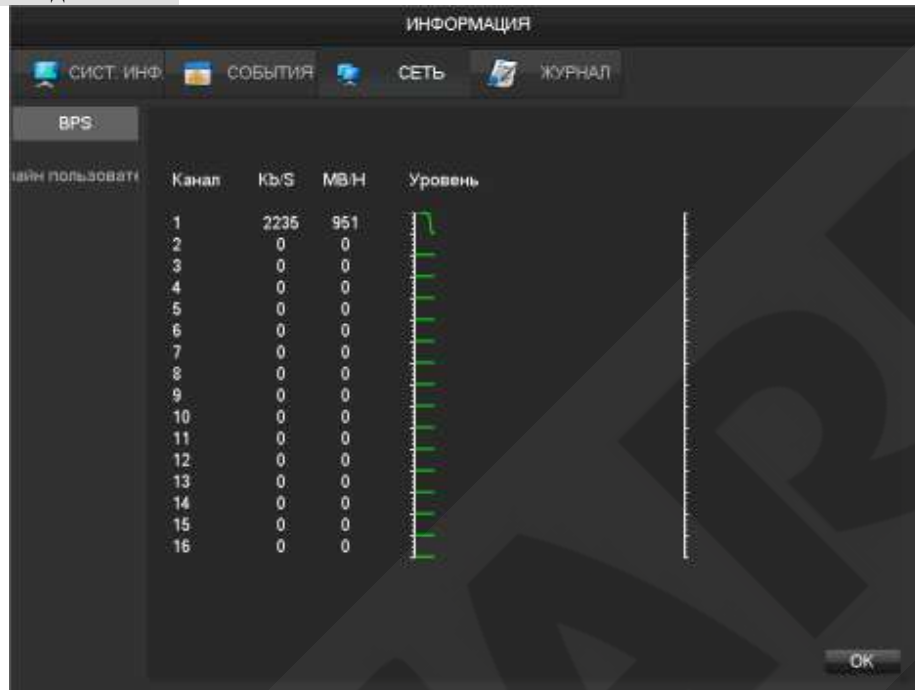 ИНФОРМАЦИЯ
СИСТ. ИНФ. СОБЫТИЯ СЕТЬ ЖУРНАЛ
BPS
лайн пользовате
Канал Kb/S MB/H Уровень
1 2235 951
2 0 0
3 0 0
4 0 0
5 0 0
6 0 0
7 0 0
8 0 0
9 0 0
10 0 0
11 0 0
12 0 0
13 0 0
14 0 0
15 0 0
16 0 0
OK